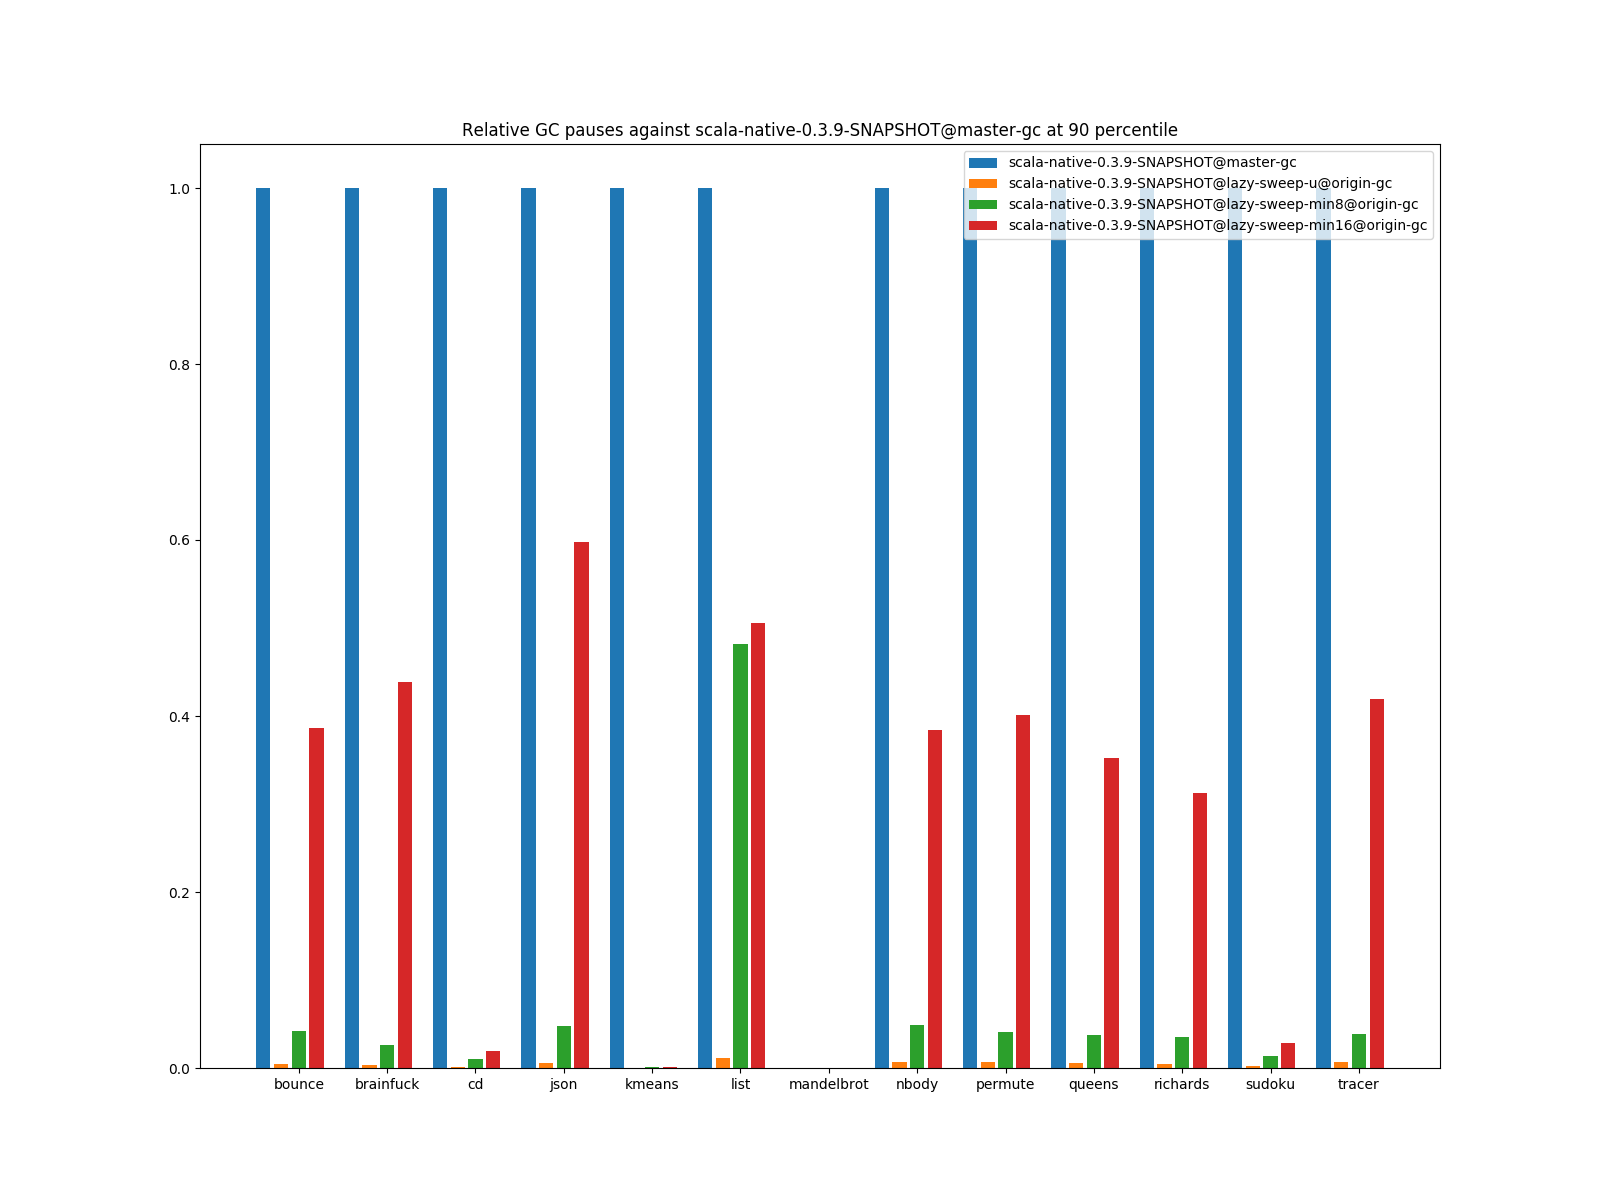 Relative GC pauses against scala-native-0.3.9-SNAPSHOT@master-gc at 90 percentile
scala-native-0.3.9-SNAPSHOT@master-gc
scala-native-0.3.9-SNAPSHOT@lazy-sweep-u@origin-gc
scala-native-0.3.9-SNAPSHOT@lazy-sweep-min8@origin-gc
scala-native-0.3.9-SNAPSHOT@lazy-sweep-min16@origin-gc
1.0
0.8
0.6
0.4
0.2
0.0
bounce brainfuck cd json kmeans list mandelbrot nbody permute queens richards sudoku tracer